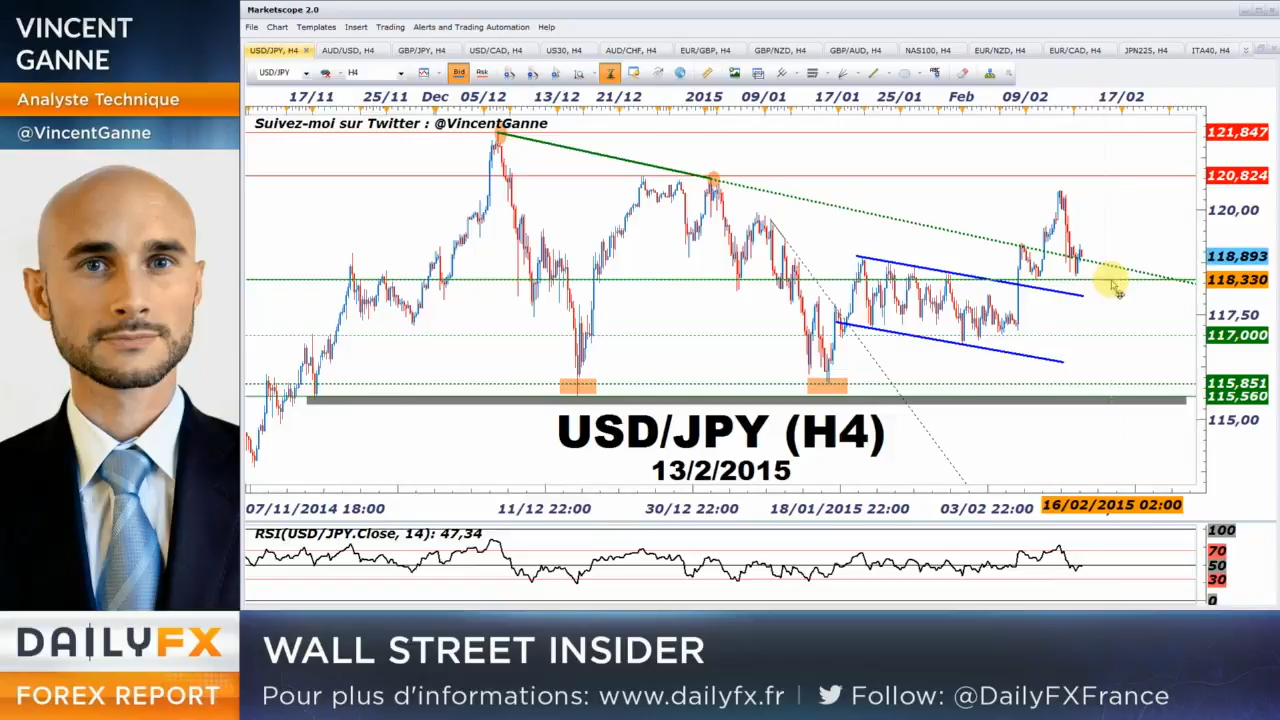 VINCENT
GANNE
Analyste Technique
@VincentGanne
Marketscope 2.0
File Chart Templates Insert Trading Alerts and Trading Automation Help
USD/JPY, H4 AUD/USD, H4 GBP/JPY, H4 USD/CAD, H4 US30, H4 AUD/CHF, H4 EUR/GBP, H4 GBP/NZD, H4 GBP/AUD, H4 NAS100, H4 EUR/NZD, H4 EUR/CAD, H4 JPN225, H4 ITA40, H4
USD/JPY H4 Bid Ask
17/11 25/11 Dec 05/12 13/12 21/12 2015 09/01 17/01 25/01 Feb 09/02 17/02
Suivez-moi sur Twitter : @VincentGanne
121,847
120,824
120,00
118,893
118,330
117,50
117,000
115,851
115,560
115,00
USD/JPY (H4)
13/2/2015
07/11/2014 16:00 11/12 22:00 30/12 22:00 18/01/2015 22:00 03/02 22:00 16/02/2015 02:00
RSI(USD/JPY.Close, 14): 47,34
100
70
50
30
0
DAILYFX
FOREX REPORT
WALL STREET INSIDER
Pour plus d'informations: www.dailyfx.fr | Follow: @DailyFXFrance